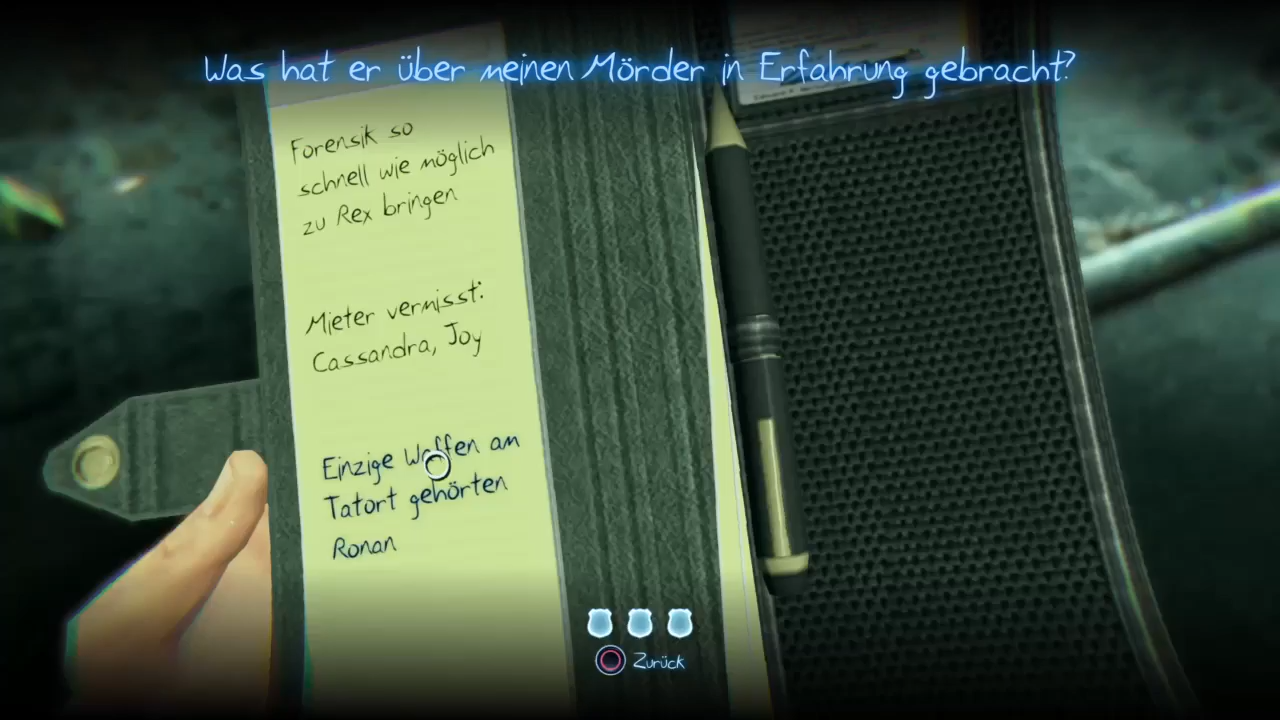 Was hat er über meinen Mörder in Erfahrung gebracht?
Forensik so
schnell wie möglich
zu Rex bringen
Mieter vermisst:
Cassandra, Joy
Einzige Waffen am
Tatort gehörten
Ronan
Zurück